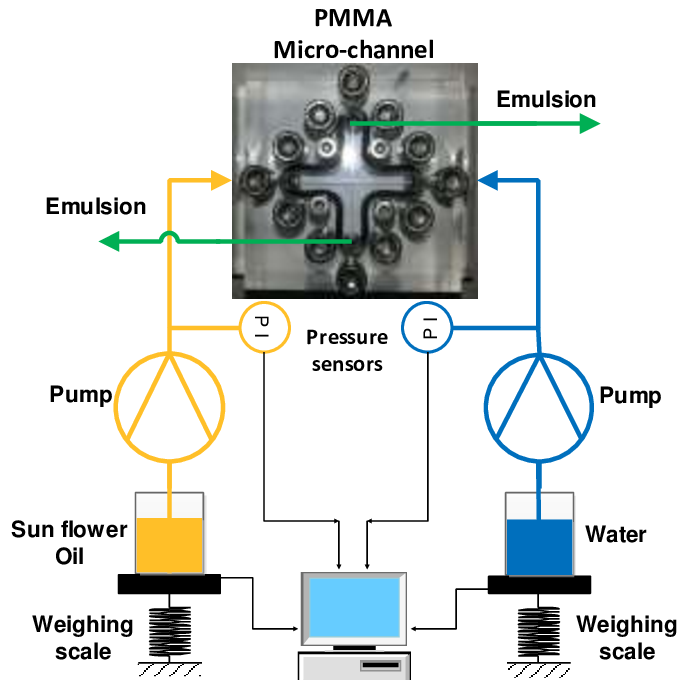 PMMA
Micro-channel
Emulsion
Emulsion
PI
Pressure
sensors
PI
Pump
Pump
Sun flower
Oil
Water
Weighing
scale
Weighing
scale